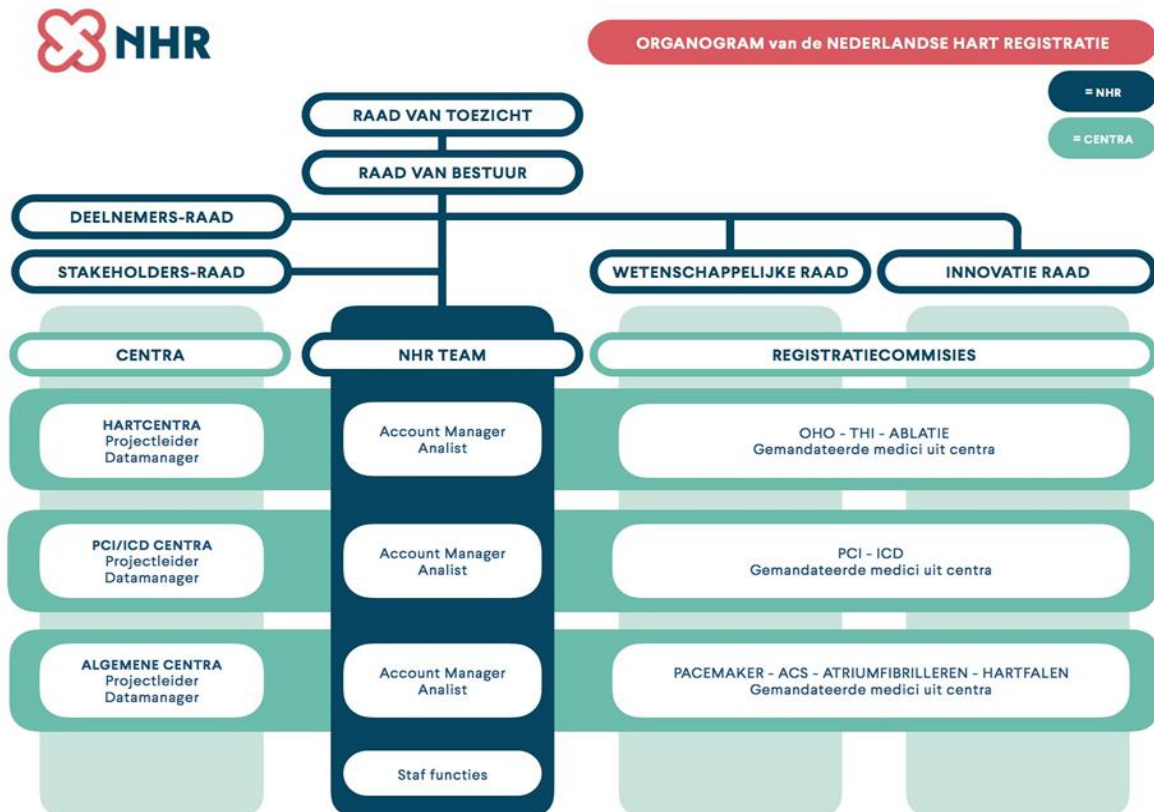 NHR
ORGANOGRAM van de NEDERLANDSE HART REGISTRATIE
= NHR
= CENTRA
RAAD VAN TOEZICHT
RAAD VAN BESTUUR
DEELNEMERS-RAAD
STAKEHOLDERS-RAAD
WETENSCHAPPELIJKE RAAD
INNOVATIE RAAD
CENTRA
NHR TEAM
REGISTRATIECOMMISIES
HARTCENTRA
Projectleider
Datamanager
Account Manager
Analist
OHO - THI - ABLATIE
Gemandateerde medici uit centra
PCI/ICD CENTRA
Projectleider
Datamanager
Account Manager
Analist
PCI - ICD
Gemandateerde medici uit centra
ALGEMENE CENTRA
Projectleider
Datamanager
Account Manager
Analist
PACEMAKER - ACS - ATRIUMFIBRILLEREN - HARTFALEN
Gemandateerde medici uit centra
Staf functies